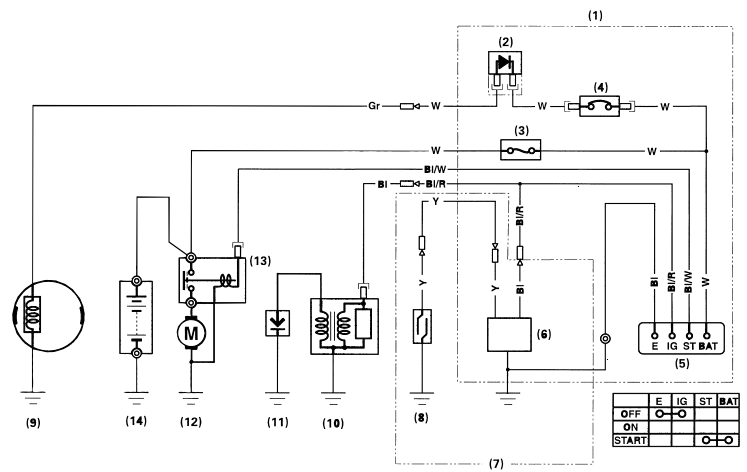 (1)
(2)
(4)
Gr W W W
(3)
W W
Bl/W
Bl Bl/R
Y
Bl/R
(13)
Y Y Bl
Bl Bl/R Bl/W W
M
(6)
E IG ST BAT
(5)
(9) (14) (12) (11) (10) (8)
(7)
E IG ST BAT
OFF
ON
START